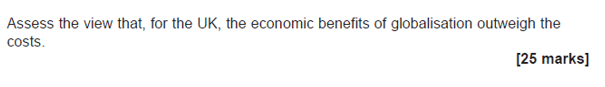 Assess the view that, for the UK, the economic benefits of globalisation outweigh the
costs.
[25 marks]